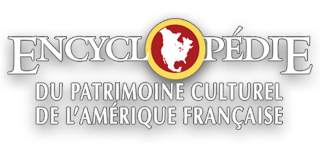 ENCYCLOPÉDIE
DU PATRIMOINE CULTUREL
DE L'AMÉRIQUE FRANÇAISE